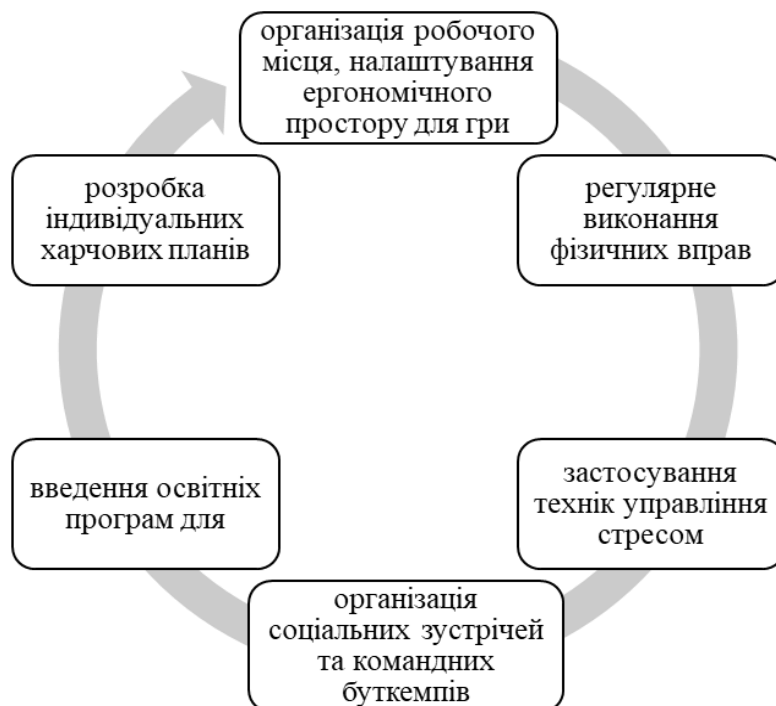 організація робочого
місця, налаштування
ергономічного
простору для гри
регулярне
виконання
фізичних вправ
застосування
технік управління
стресом
організація
соціальних зустрічей
та командних
буткемпів
введення освітніх
програм для
розробка
індивідуальних
харчових планів